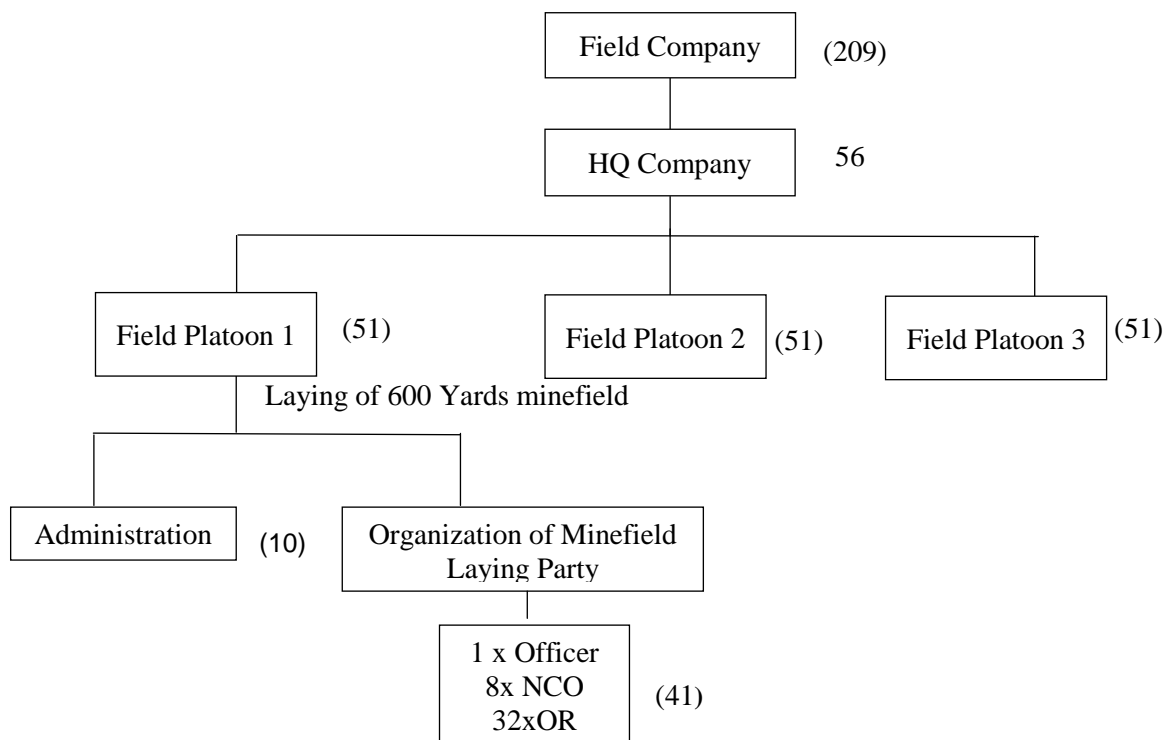 Field Company (209)
HQ Company 56
Field Platoon 1 (51)
Field Platoon 2 (51)
Field Platoon 3 (51)
Laying of 600 Yards minefield
Administration (10)
Organization of Minefield
Laying Party
1 x Officer
8x NCO
32xOR
(41)